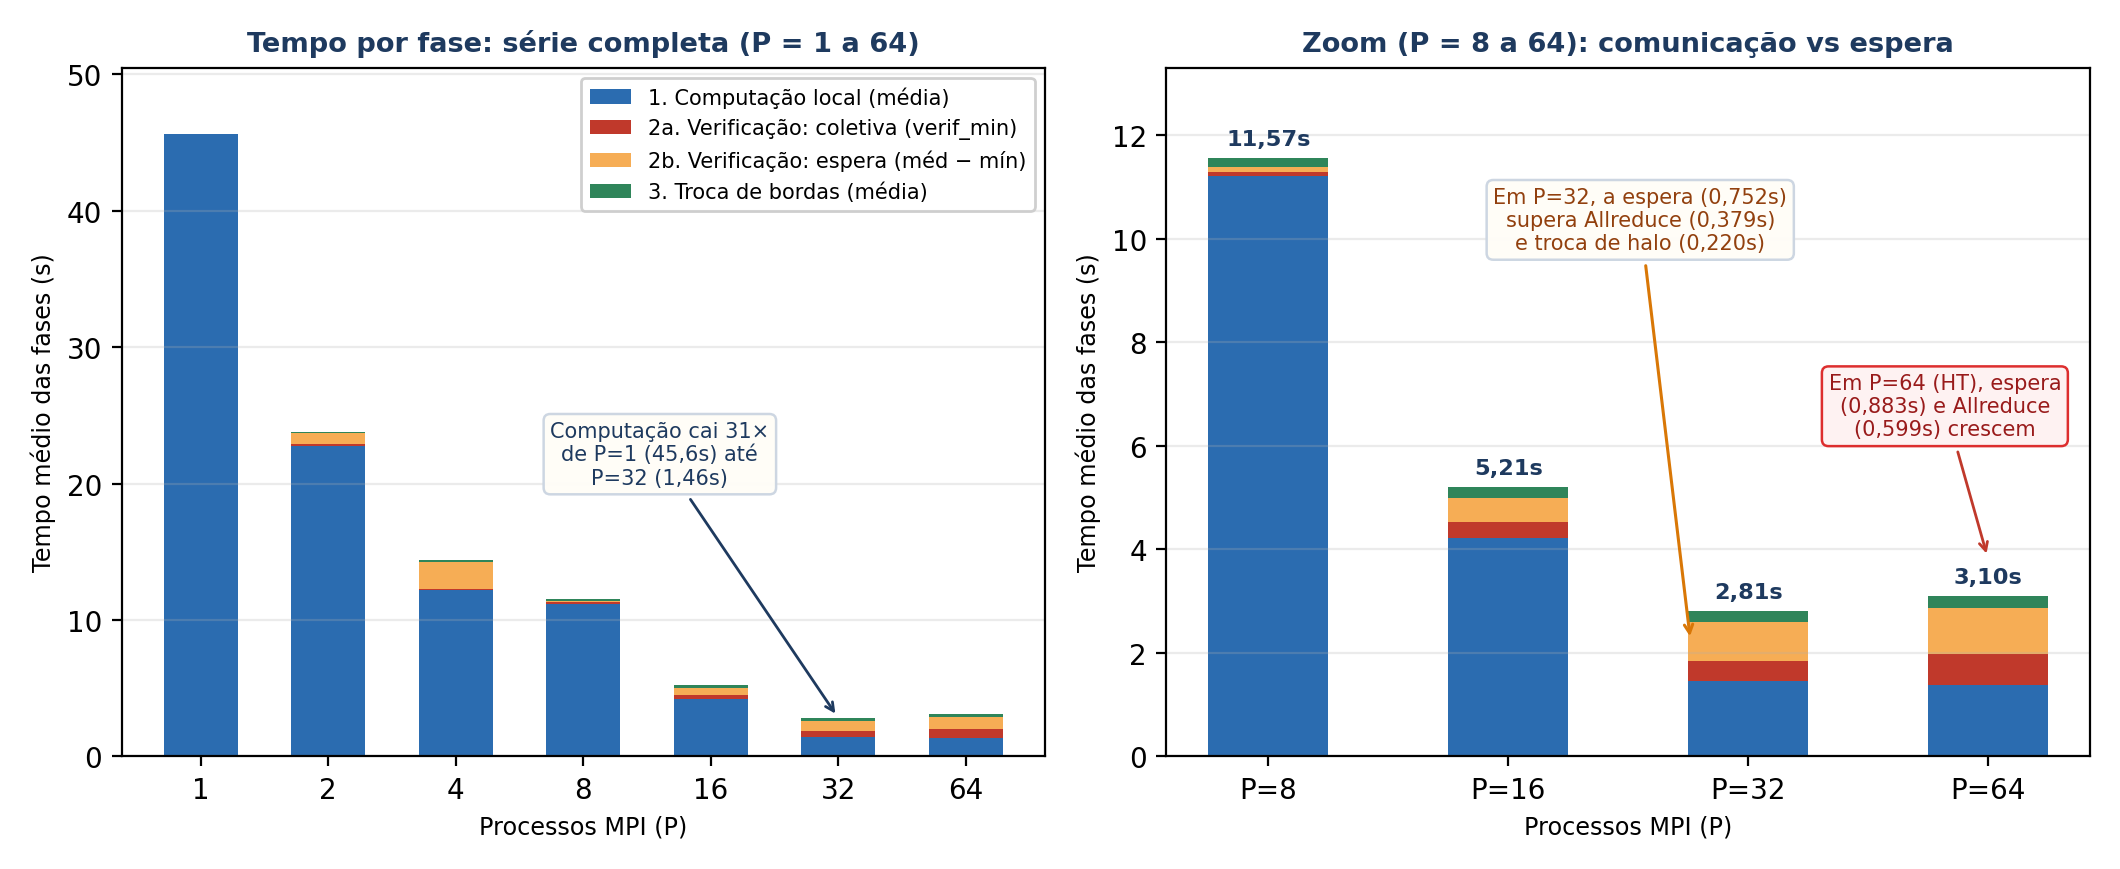 Tempo por fase: série completa (P = 1 a 64)
Tempo médio das fases (s)
50
40
30
20
10
0
1. Computação local (média)
2a. Verificação: coletiva (verif_min)
2b. Verificação: espera (méd − mín)
3. Troca de bordas (média)
Computação cai 31×
de P=1 (45,6s) até
P=32 (1,46s)
1
2
4
8
16
32
64
Processos MPI (P)
Zoom (P = 8 a 64): comunicação vs espera
Tempo médio das fases (s)
12
10
8
6
4
2
0
11,57s
Em P=32, a espera (0,752s)
supera Allreduce (0,379s)
e troca de halo (0,220s)
Em P=64 (HT), espera
(0,883s) e Allreduce
(0,599s) crescem
5,21s
2,81s
3,10s
P=8
P=16
P=32
P=64
Processos MPI (P)